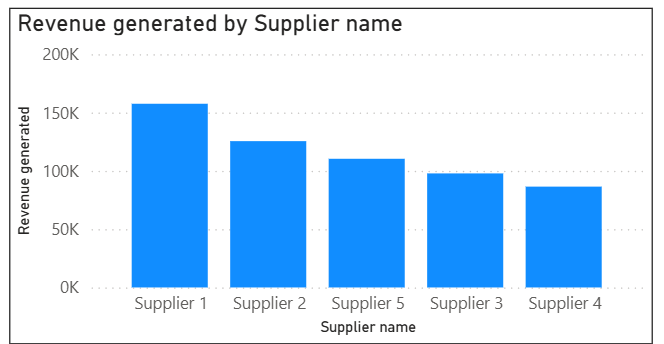 Revenue generated by Supplier name
200K
150K
100K
50K
0K
Revenue generated
Supplier 1
Supplier 2
Supplier 5
Supplier 3
Supplier 4
Supplier name